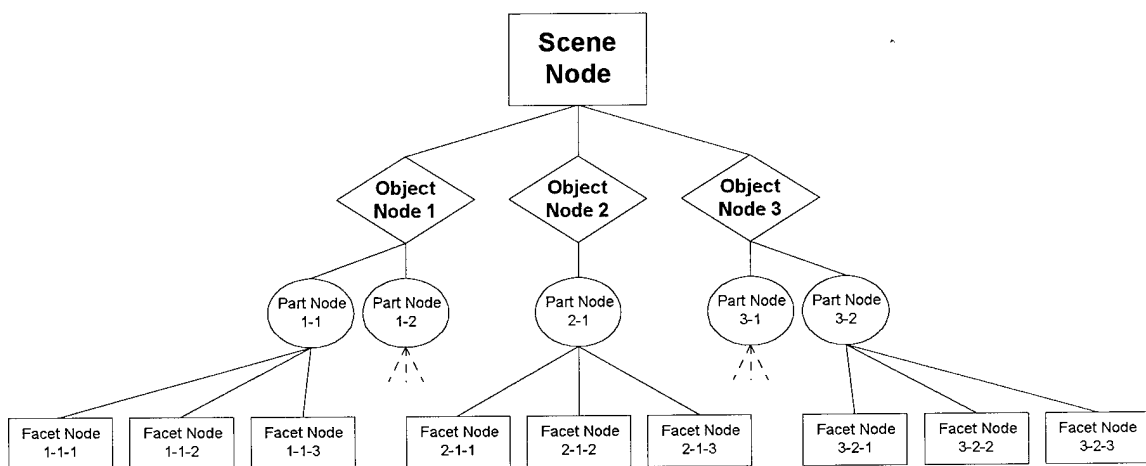 Scene
Node
Object
Node 1
Object
Node 2
Object
Node 3
Part Node
1-1
Part Node
1-2
Part Node
2-1
Part Node
3-1
Part Node
3-2
Facet Node
1-1-1
Facet Node
1-1-2
Facet Node
1-1-3
Facet Node
2-1-1
Facet Node
2-1-2
Facet Node
2-1-3
Facet Node
3-2-1
Facet Node
3-2-2
Facet Node
3-2-3